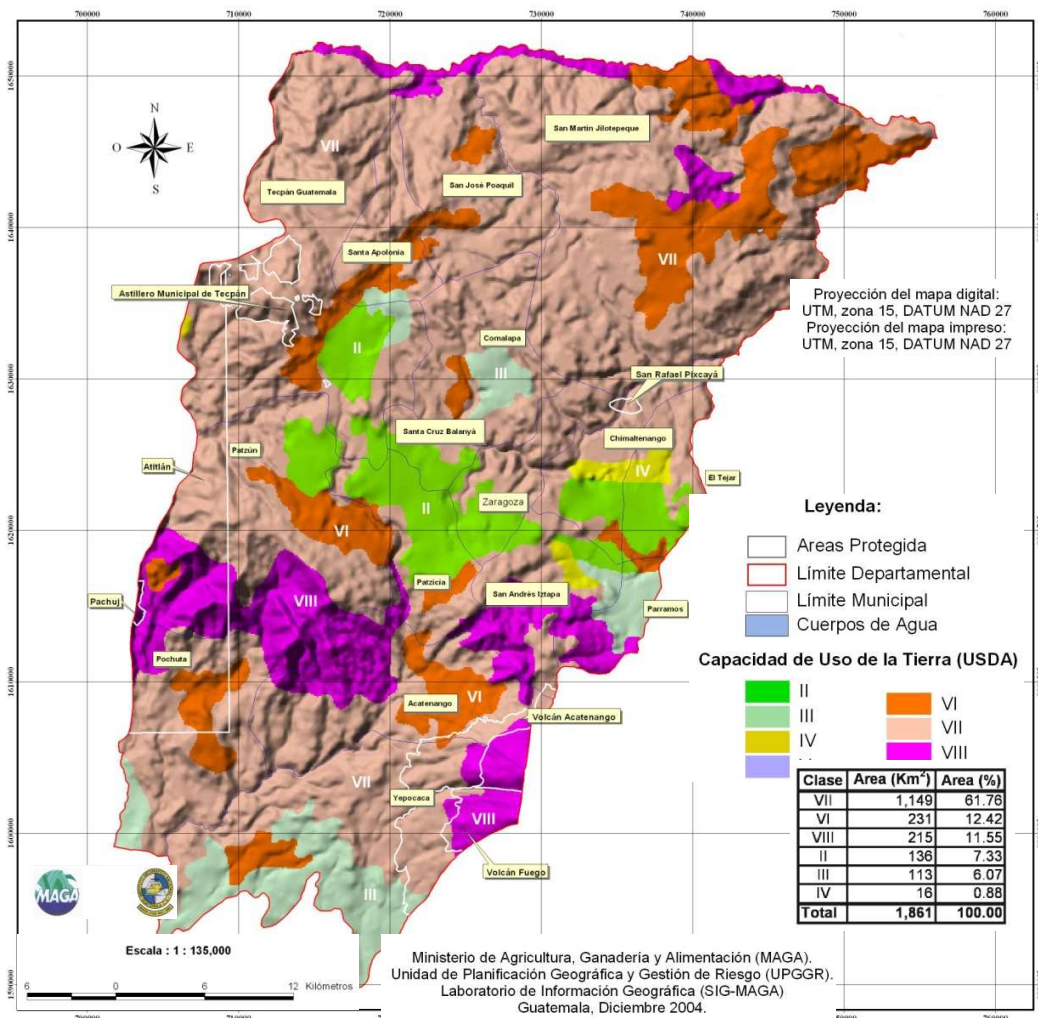 700000 710000 720000 730000 740000 750000 760000
1650000
1640000
1610000
1600000
1590000
N
O E
S
VII
San Martín Jilotepeque
Tecpàn Guatemala
San José Poaquil
Santa Apolonia
VII
Astillero Municipal de Tecpán
Proyección del mapa digital:
UTM, zona 15, DATUM NAD 27
Proyección del mapa impreso:
UTM, zona 15, DATUM NAD 27
II
Comalapa
III
San Rafael Pixcayá
Santa Cruz Balanyà
Chimaltenango
Patzùn
Atitlán
IV
El Tejar
Zaragoza
II
VI
Patzicía
San Andrès Iztapa
VIII
Pachuj
Parramos
Pochuta
VI
Acatenango
Volcán Acatenango
VII
Yepocaca
VIII
Volcán Fuego
III
Leyenda:
Areas Protegida
Límite Departamental
Límite Municipal
Cuerpos de Agua
Capacidad de Uso de la Tierra (USDA)
II
III
IV
VI
VII
VIII
Clase Area (Km2) Area (%)
VII 1,149 61.76
VI 231 12.42
VIII 215 11.55
II 136 7.33
III 113 6.07
IV 16 0.88
Total 1,861 100.00
MAGA
Escala : 1 : 135,000
6 0 6 12 Kilómetros
Ministerio de Agricultura, Ganadería y Alimentación (MAGA).
Unidad de Planificación Geográfica y Gestión de Riesgo (UPGGR).
Laboratorio de Información Geográfica (SIG-MAGA)
Guatemala, Diciembre 2004.